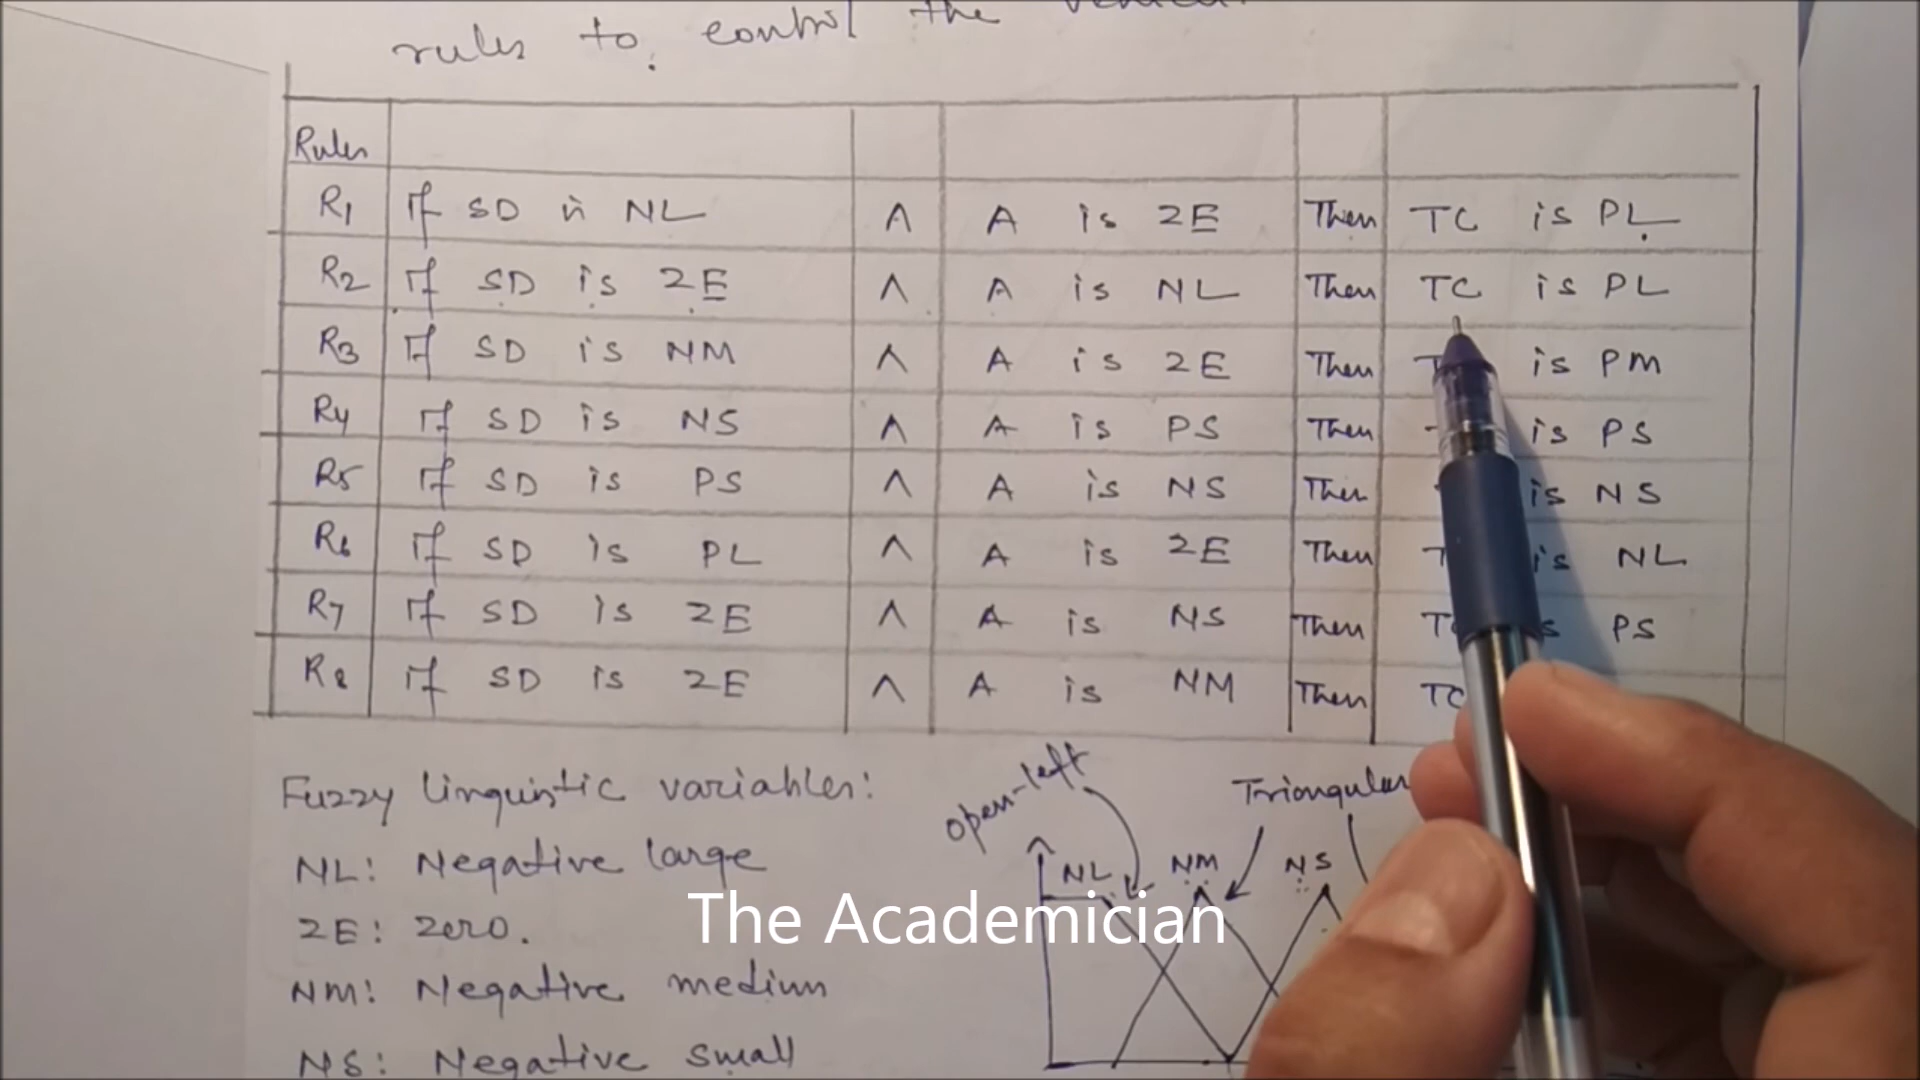 rules to control the
Rules
R1 If SD is NL ∧ A is ZE Then TC is PL
R2 If SD is ZE ∧ A is NL Then TC is PL
R3 If SD is NM ∧ A is ZE Then is PM
R4 If SD is NS ∧ A is PS Then is PS
R5 If SD is PS ∧ A is NS Then is NS
R6 If SD is PL ∧ A is ZE Then is NL
R7 If SD is ZE ∧ A is NS Then PS
R8 If SD is ZE ∧ A is NM Then TC
Fuzzy linguistic variables:
NL: Negative large
ZE: Zero.
NM: Negative medium
NS: Negative small
open-left
Triongular
NL NM NS
The Academician